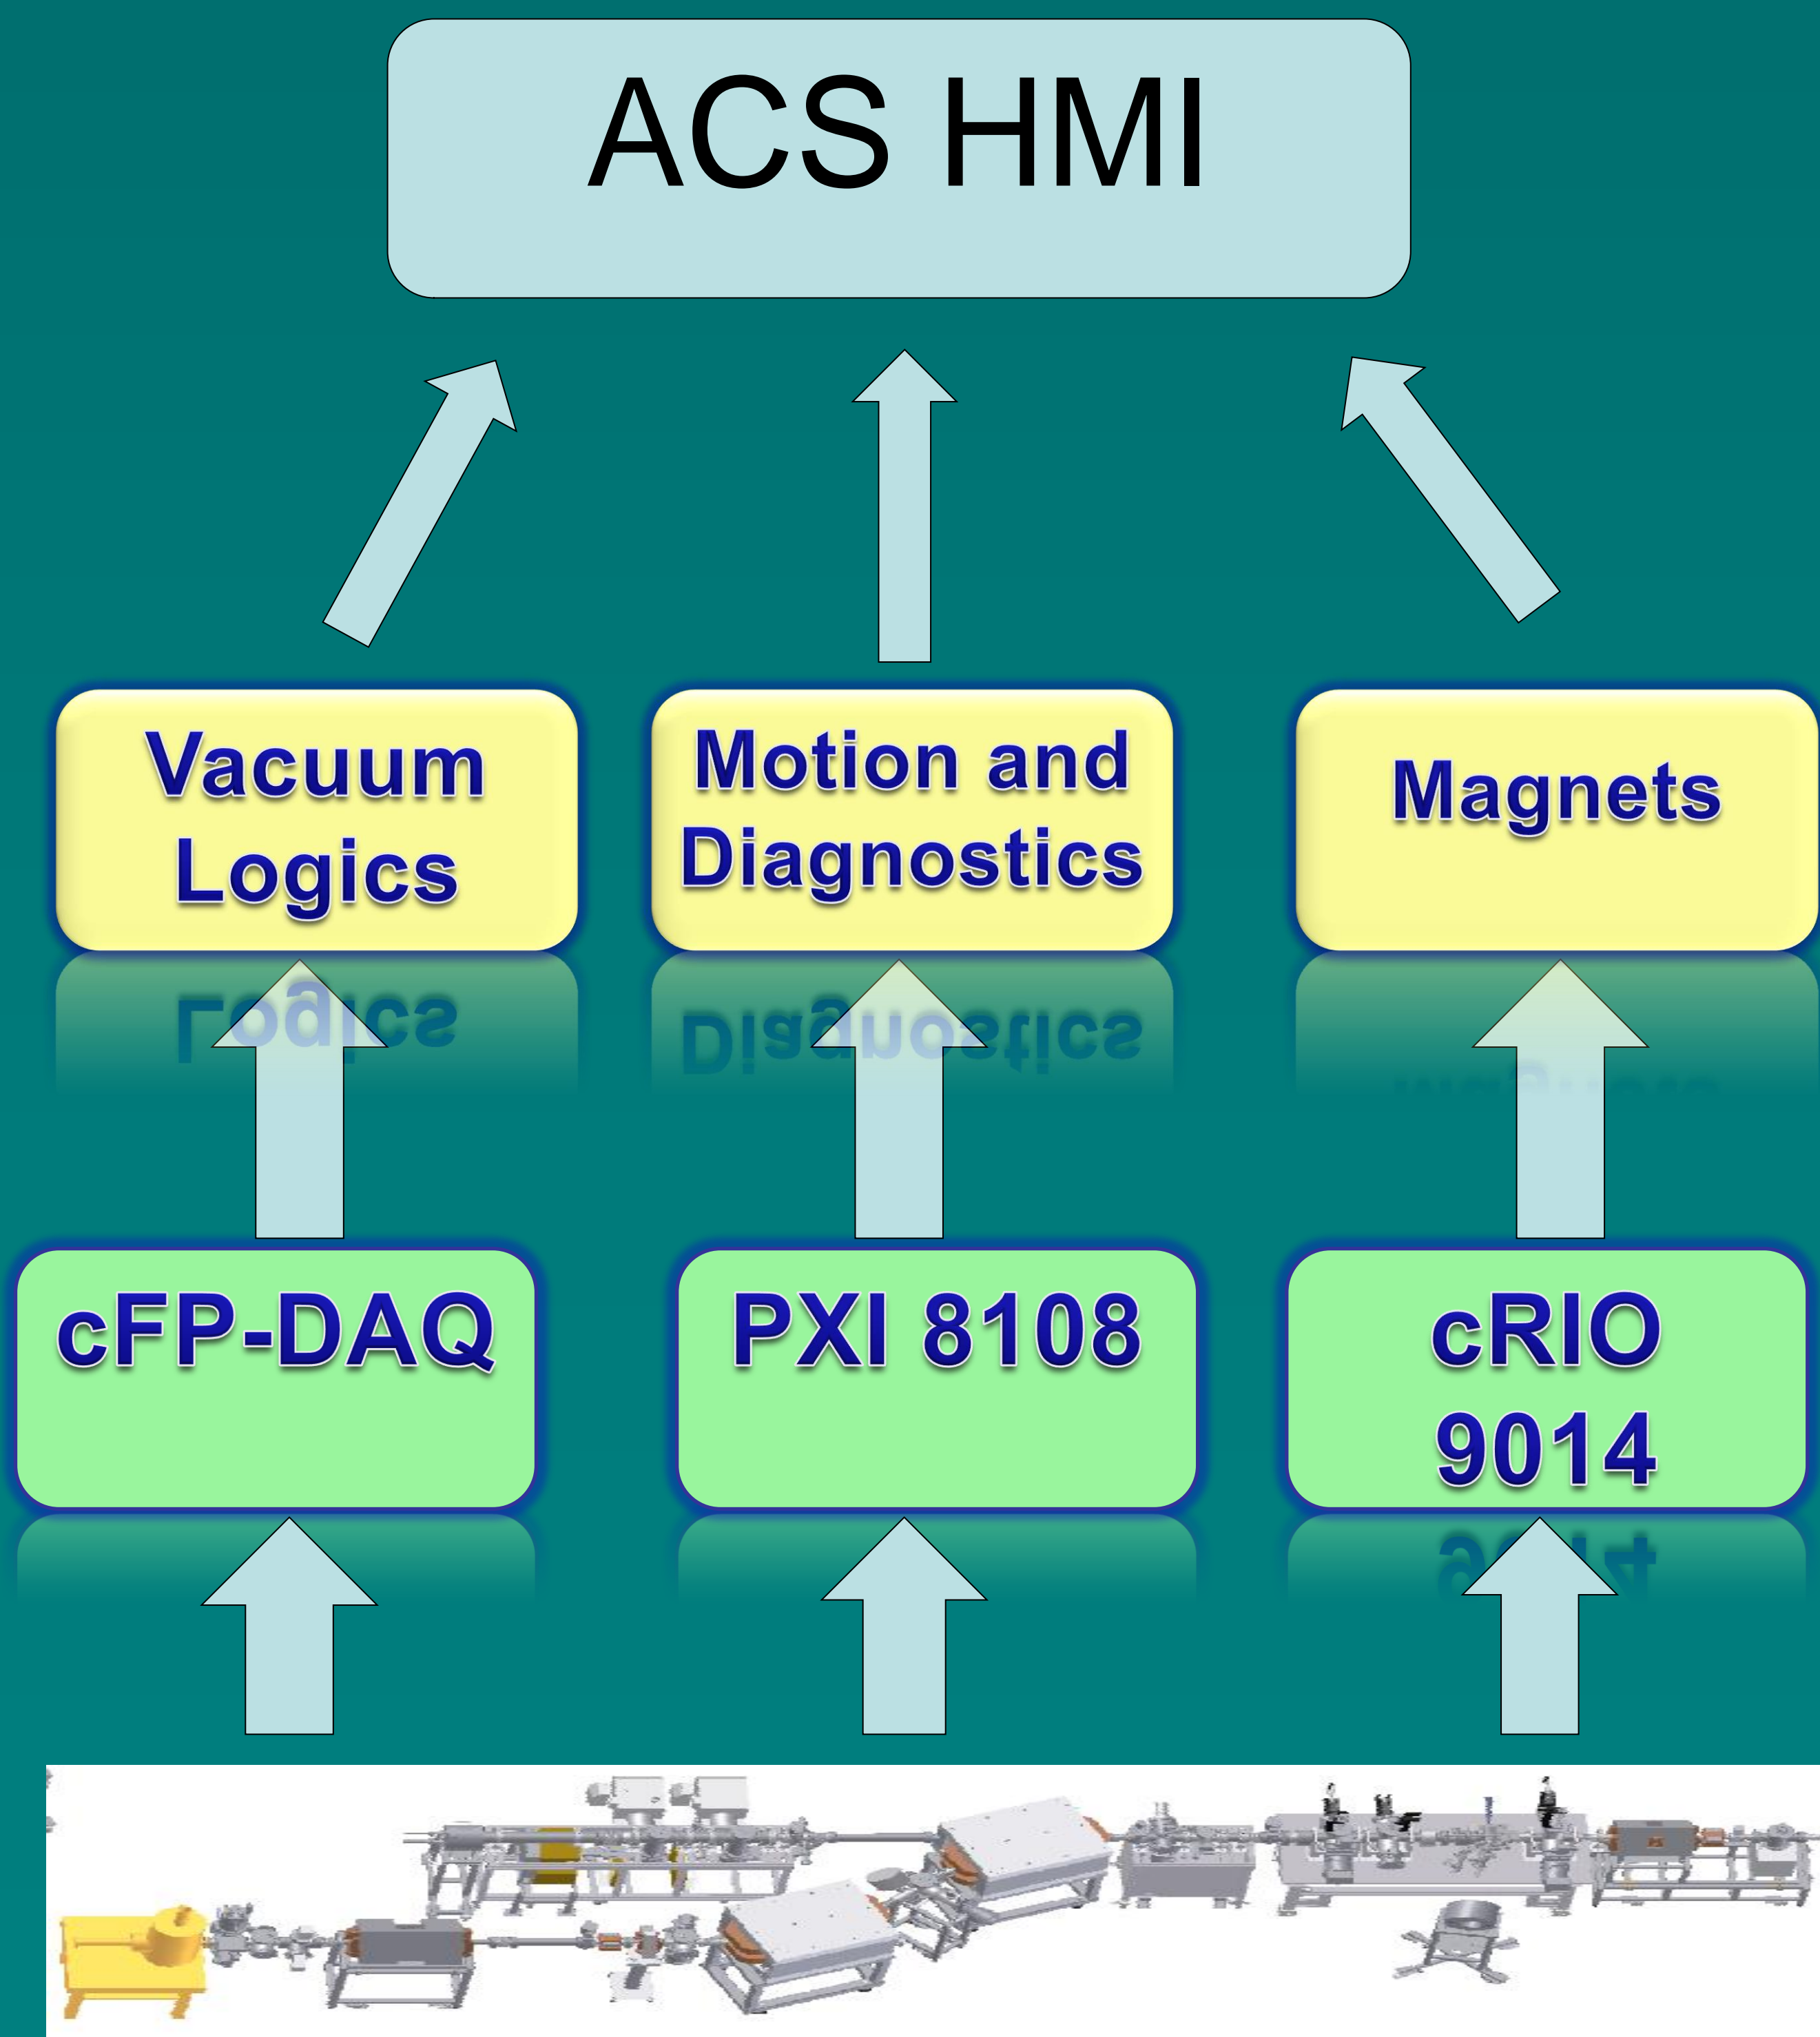 ACS HMI
Vacuum
Logics
Motion and
Diagnostics
Magnets
cFP-DAQ
PXI 8108
cRIO
9014